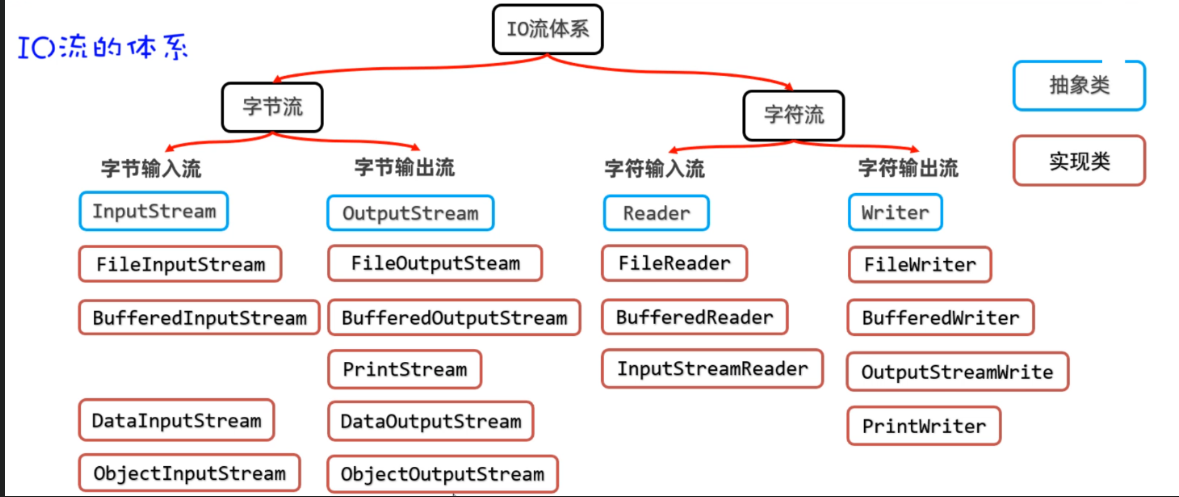 IO流的体系
IO流体系
字节流
字符流
抽象类
实现类
字节输入流
字节输出流
字符输入流
字符输出流
InputStream
OutputStream
Reader
Writer
FileInputStream
FileOutputSteam
FileReader
FileWriter
BufferedInputStream
BufferedOutputStream
BufferedReader
BufferedWriter
PrintStream
InputStreamReader
OutputStreamWrite
DataInputStream
DataOutputStream
PrintWriter
ObjectInputStream
ObjectOutputStream